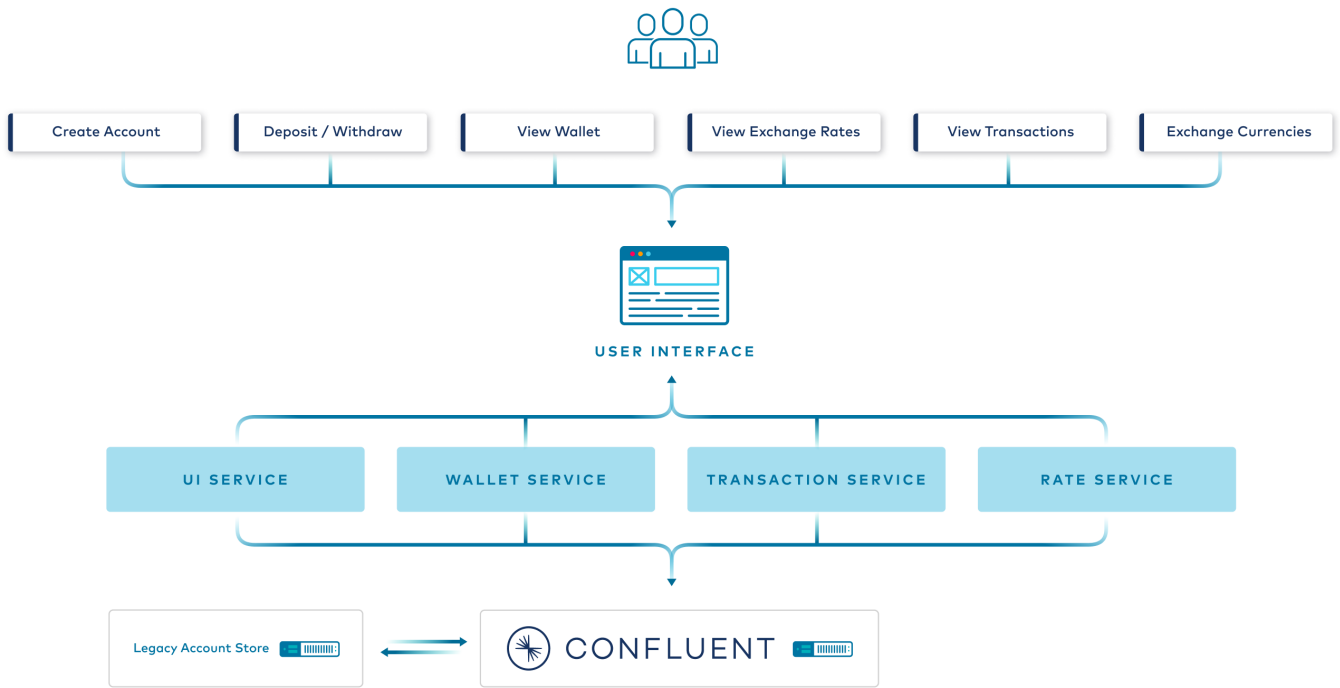 Create Account
Deposit / Withdraw
View Wallet
View Exchange Rates
View Transactions
Exchange Currencies
USER INTERFACE
UI SERVICE
WALLET SERVICE
TRANSACTION SERVICE
RATE SERVICE
Legacy Account Store
CONFLUENT